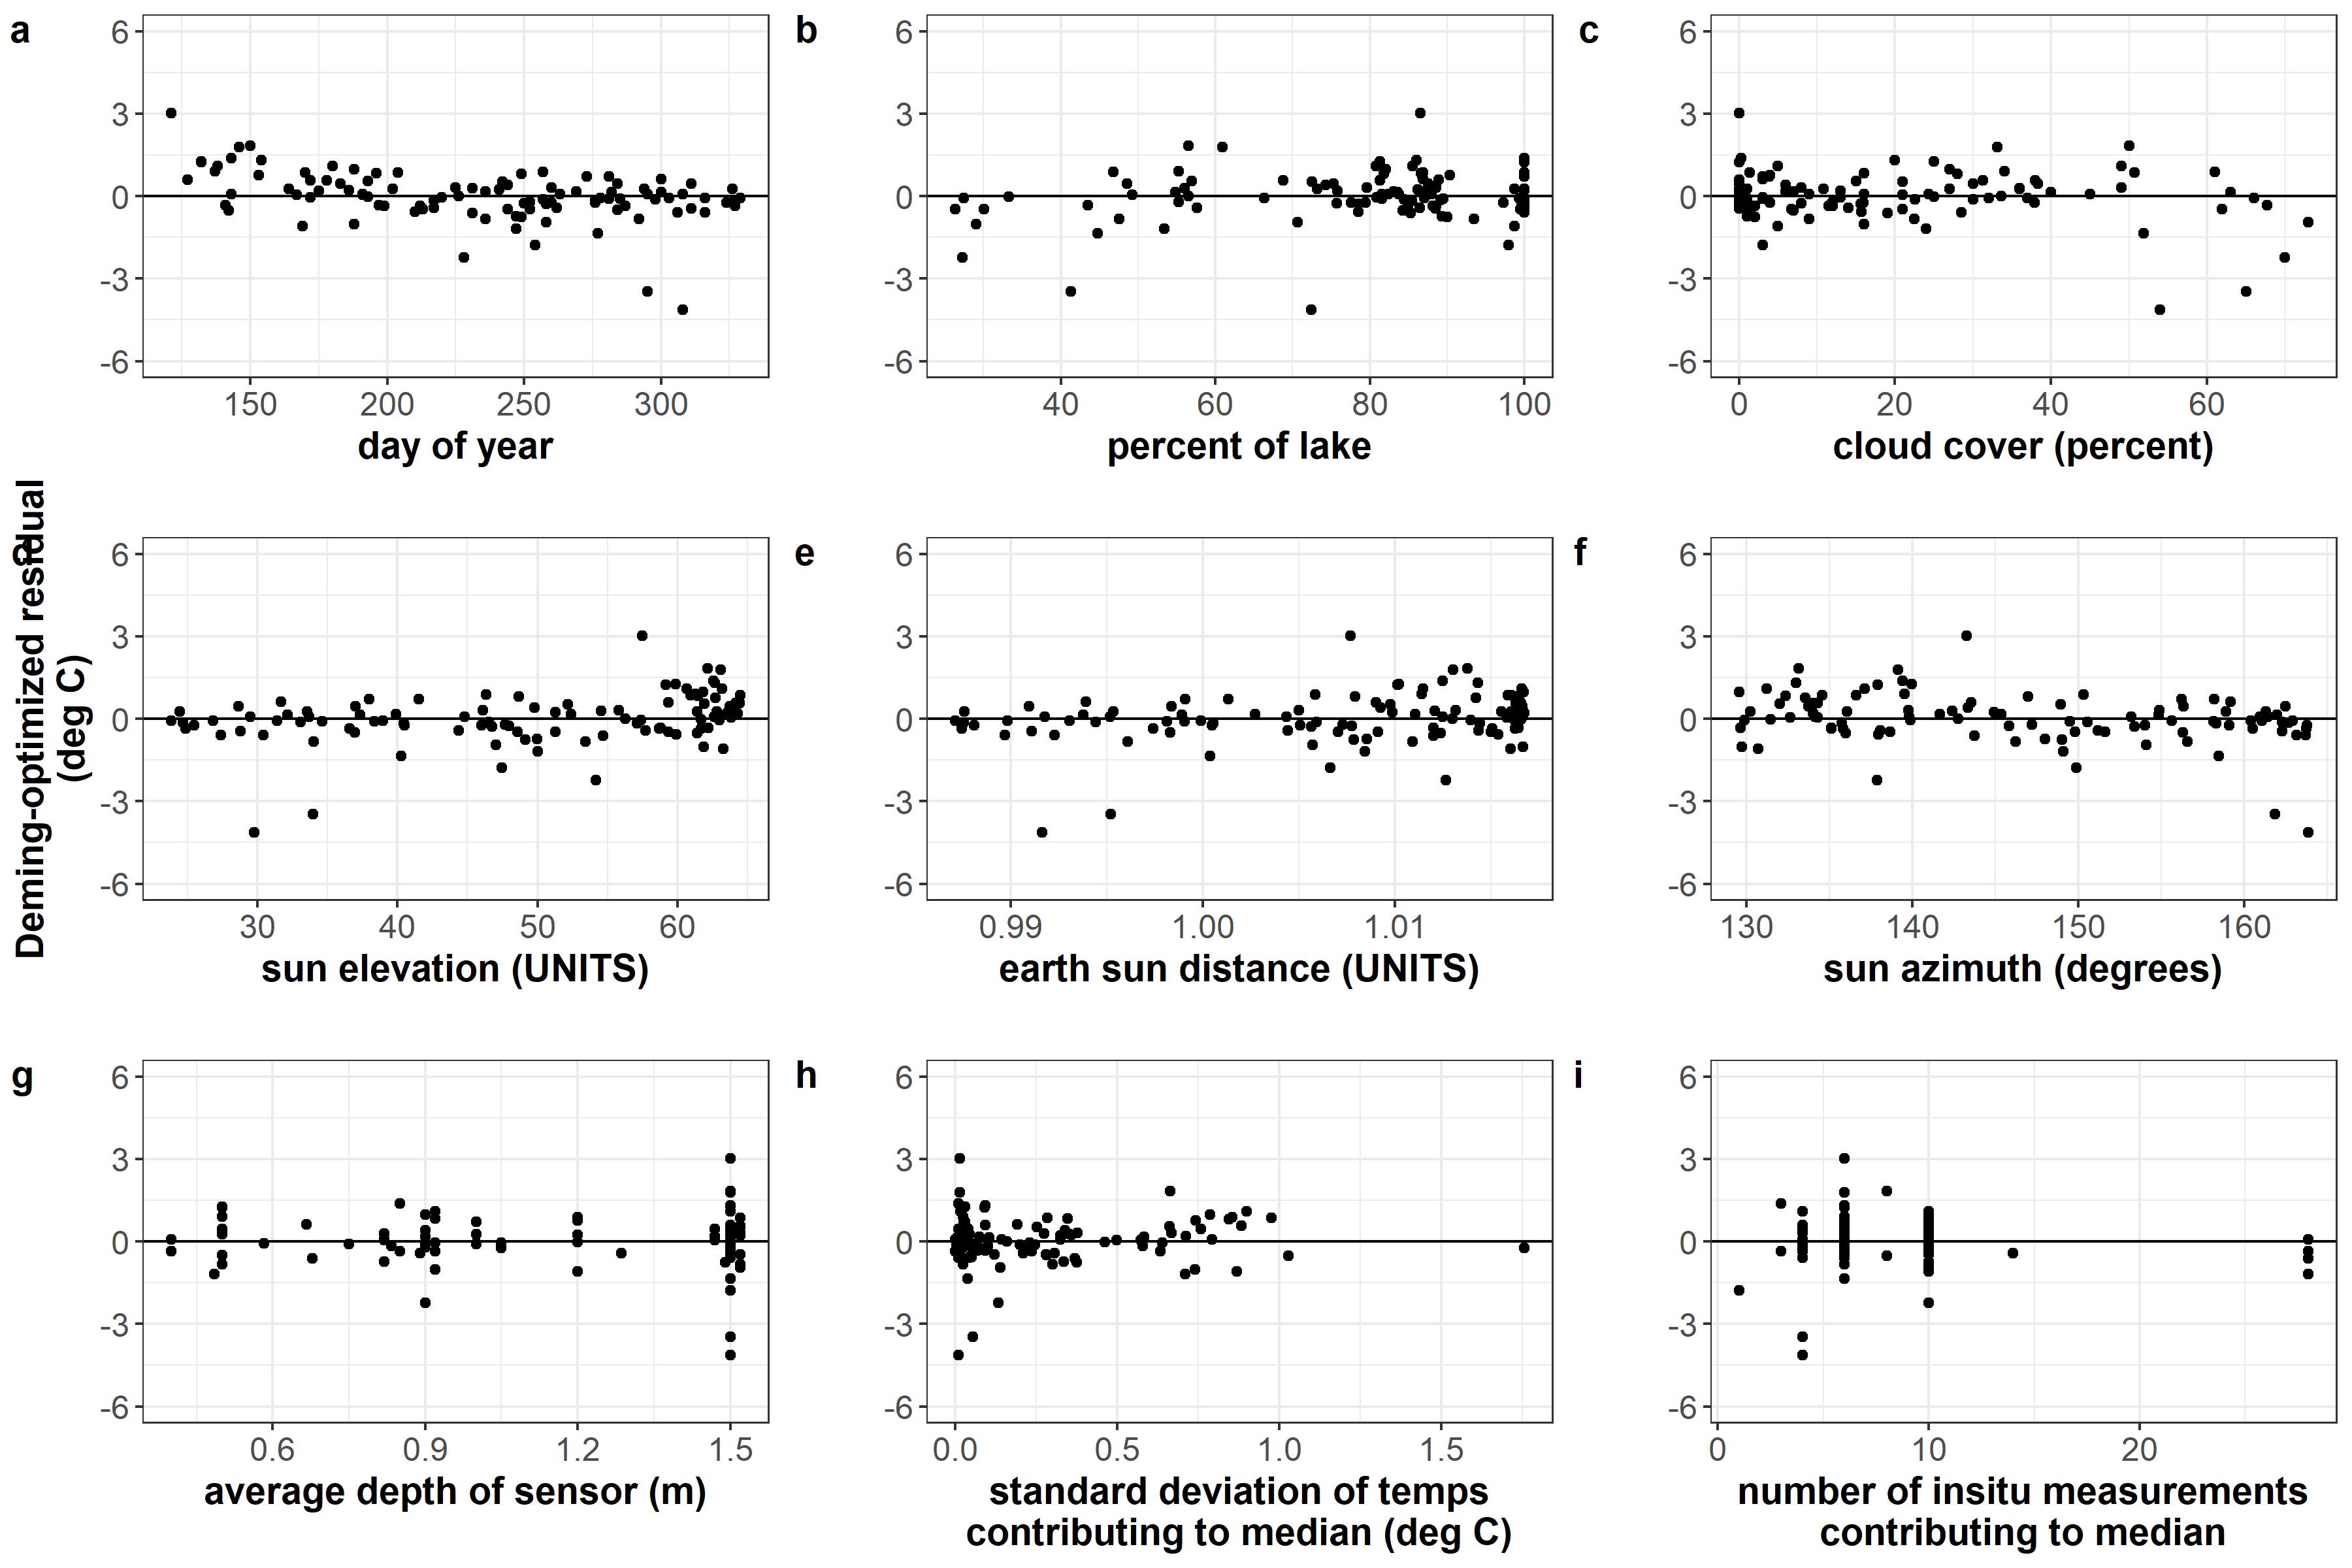 a
6
3
0
-3
-6
150 200 250 300
day of year
b
6
3
0
-3
-6
40 60 80 100
percent of lake
c
6
3
0
-3
-6
0 20 40 60
cloud cover (percent)
Deming-optimized residual
(deg C)
d
6
3
0
-3
-6
30 40 50 60
sun elevation (UNITS)
e
6
3
0
-3
-6
0.99 1.00 1.01
earth sun distance (UNITS)
f
6
3
0
-3
-6
130 140 150 160
sun azimuth (degrees)
g
6
3
0
-3
-6
0.6 0.9 1.2 1.5
average depth of sensor (m)
h
6
3
0
-3
-6
0.0 0.5 1.0 1.5
standard deviation of temps
contributing to median (deg C)
i
6
3
0
-3
-6
0 10 20
number of insitu measurements
contributing to median